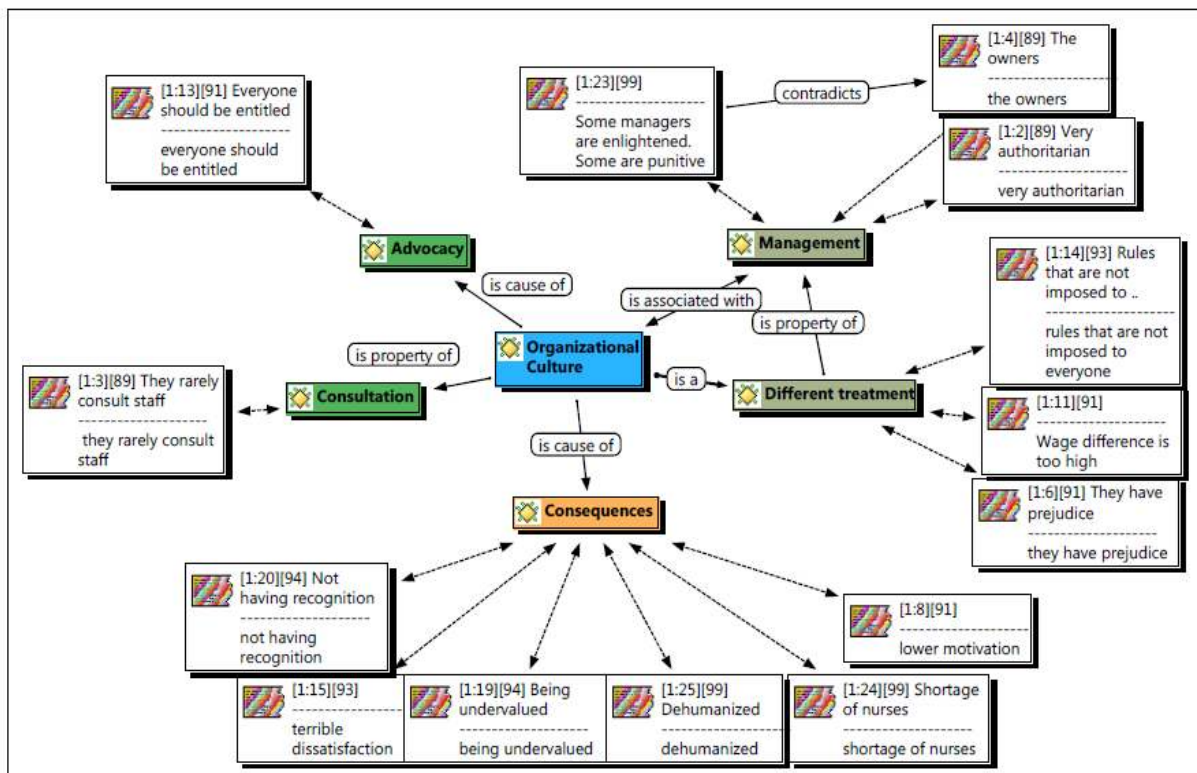 [1:4][89] The
owners
--------------------
the owners
[1:23][99]
--------------------
Some managers
are enlightened.
Some are punitive
contradicts
[1:13][91] Everyone
should be entitled
--------------------
everyone should
be entitled
[1:2][89] Very
authoritarian
--------------------
very authoritarian
Advocacy
Management
[1:14][93] Rules
that are not
imposed to ..
--------------------
rules that are not
imposed to
everyone
is cause of
is associated with
is property of
Organizational
Culture
is property of
is a
[1:3][89] They rarely
consult staff
--------------------
they rarely consult
staff
Consultation
Different treatment
[1:11][91]
--------------------
Wage difference is
too high
is cause of
[1:6][91] They have
prejudice
--------------------
they have prejudice
Consequences
[1:20][94] Not
having recognition
--------------------
not having
recognition
[1:8][91]
--------------------
lower motivation
[1:15][93]
--------------------
terrible
dissatisfaction
[1:19][94] Being
undervalued
--------------------
being undervalued
[1:25][99]
Dehumanized
--------------------
dehumanized
[1:24][99] Shortage
of nurses
--------------------
shortage of nurses